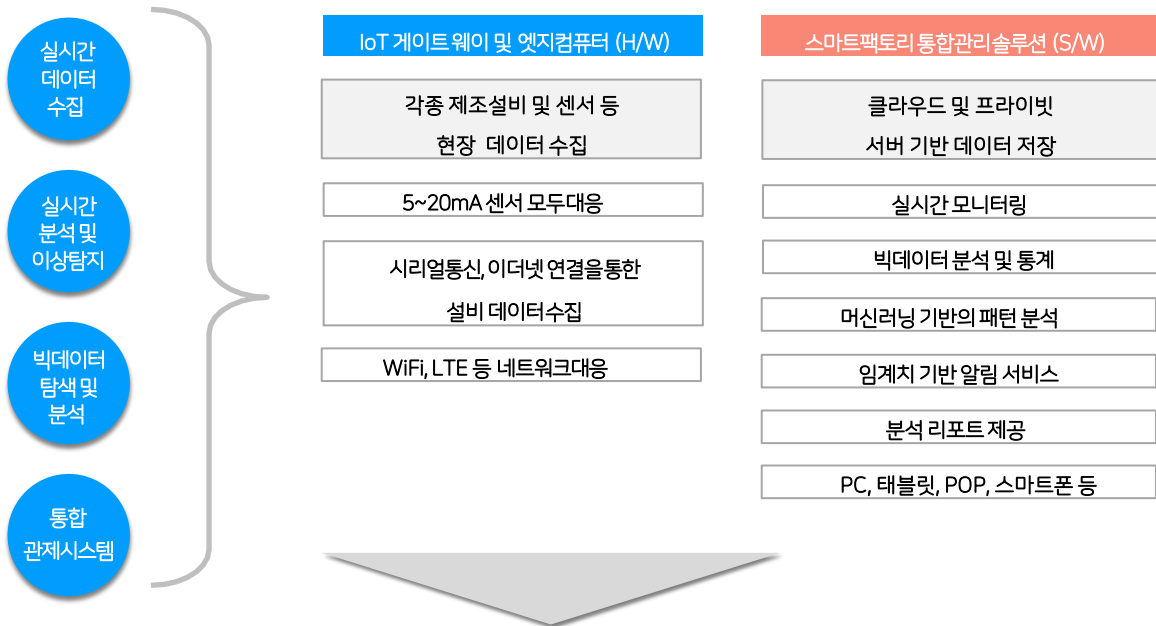 실시간
데이터
수집
실시간
분석 및
이상탐지
빅데이터
탐색 및
분석
통합
관제시스템
IoT 게이트웨이 및 엣지컴퓨터 (H/W)
각종 제조설비 및 센서 등
현장 데이터 수집
5~20mA 센서 모두대응
시리얼통신, 이더넷 연결을통한
설비 데이터수집
WiFi, LTE 등 네트워크대응
스마트팩토리 통합관리솔루션 (S/W)
클라우드 및 프라이빗
서버 기반 데이터 저장
실시간 모니터링
빅데이터 분석 및 통계
머신러닝 기반의 패턴 분석
임계치 기반 알림 서비스
분석 리포트 제공
PC, 태블릿, POP, 스마트폰 등